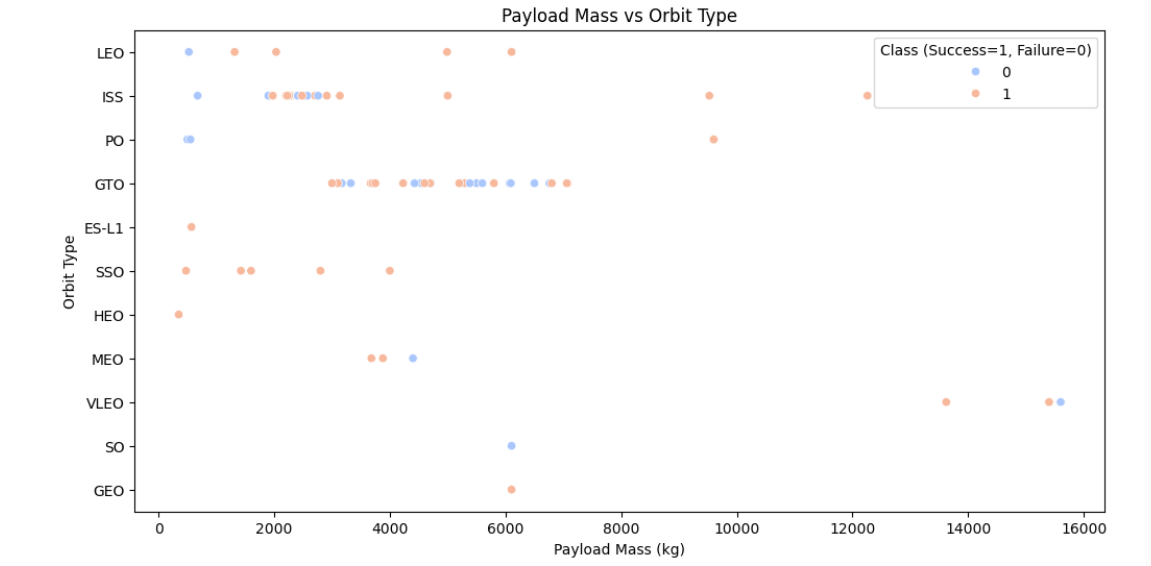 Payload Mass vs Orbit Type
Class (Success=1, Failure=0)
0
1
Orbit Type
LEO
ISS
PO
GTO
ES-L1
SSO
HEO
MEO
VLEO
SO
GEO
0 2000 4000 6000 8000 10000 12000 14000 16000
Payload Mass (kg)